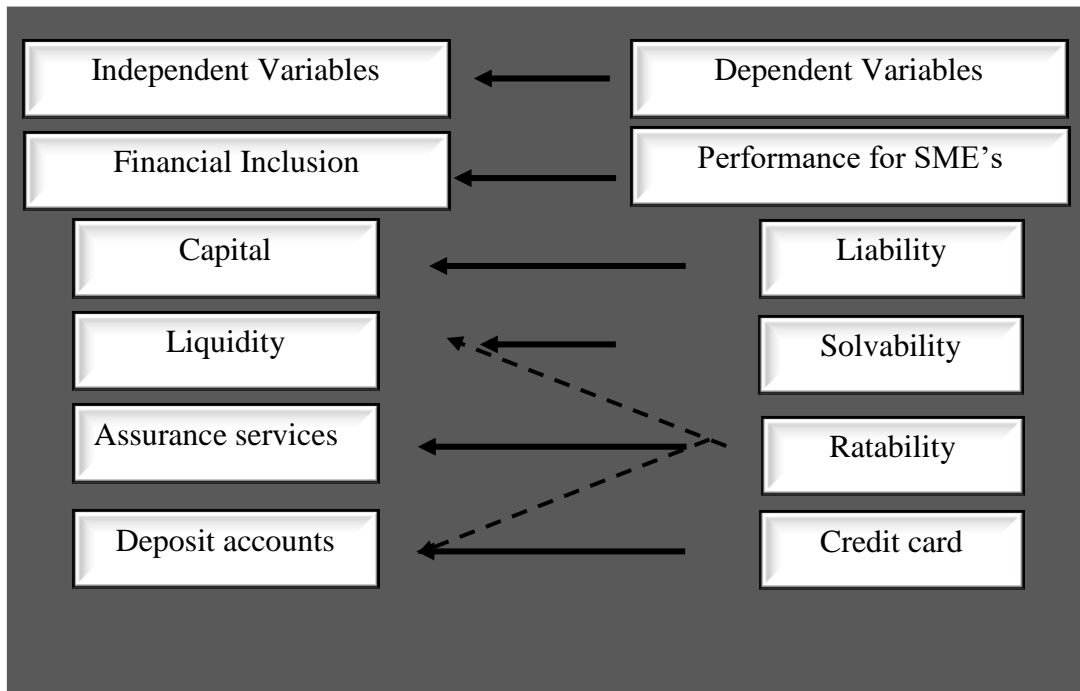 Independent Variables
Dependent Variables
Financial Inclusion
Performance for SME's
Capital
Liability
Liquidity
Solvability
Assurance services
Ratability
Deposit accounts
Credit card